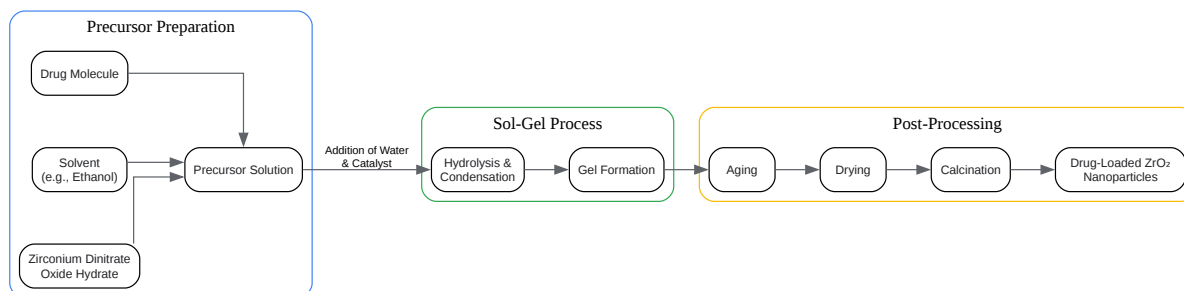 Precursor Preparation
Drug Molecule
Solvent
(e.g., Ethanol)
Precursor Solution
Zirconium Dinitrate
Oxide Hydrate
Addition of Water
& Catalyst
Sol-Gel Process
Hydrolysis &
Condensation
Gel Formation
Post-Processing
Aging
Drying
Calcination
Drug-Loaded ZrO₂
Nanoparticles